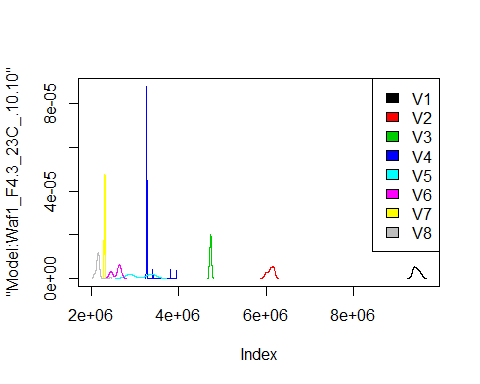 "Model:Waf1_F4.3_23C_.10.10"
8e-05
4e-05
0e+00
V1
V2
V3
V4
V5
V6
V7
V8
2e+06 4e+06 6e+06 8e+06
Index